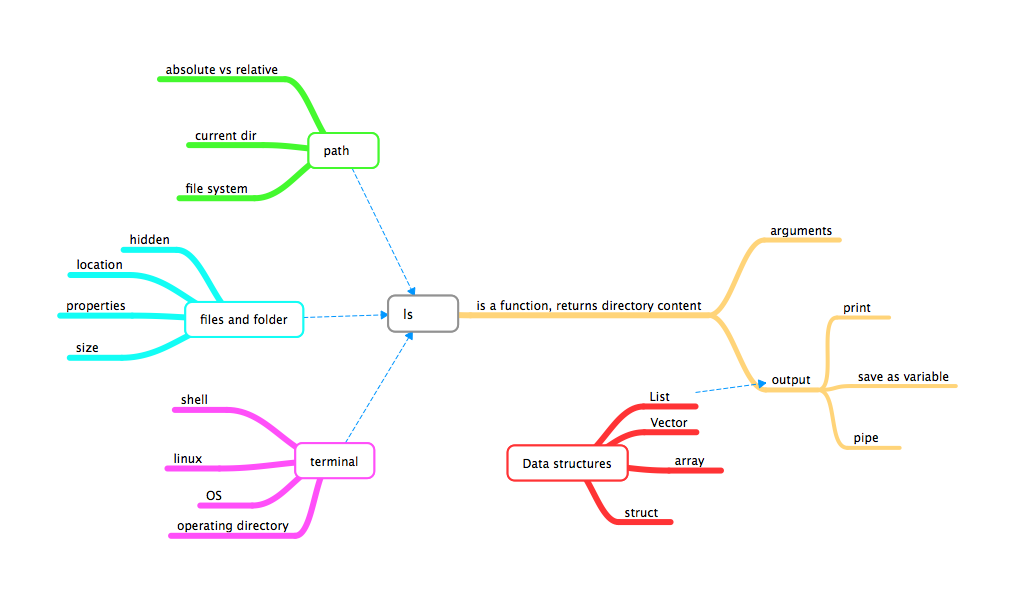 absolute vs relative
current dir
path
file system
hidden
location
properties
files and folder
size
shell
linux
terminal
OS
operating directory
ls
is a function, returns directory content
arguments
print
output
save as variable
pipe
List
Vector
Data structures
array
struct